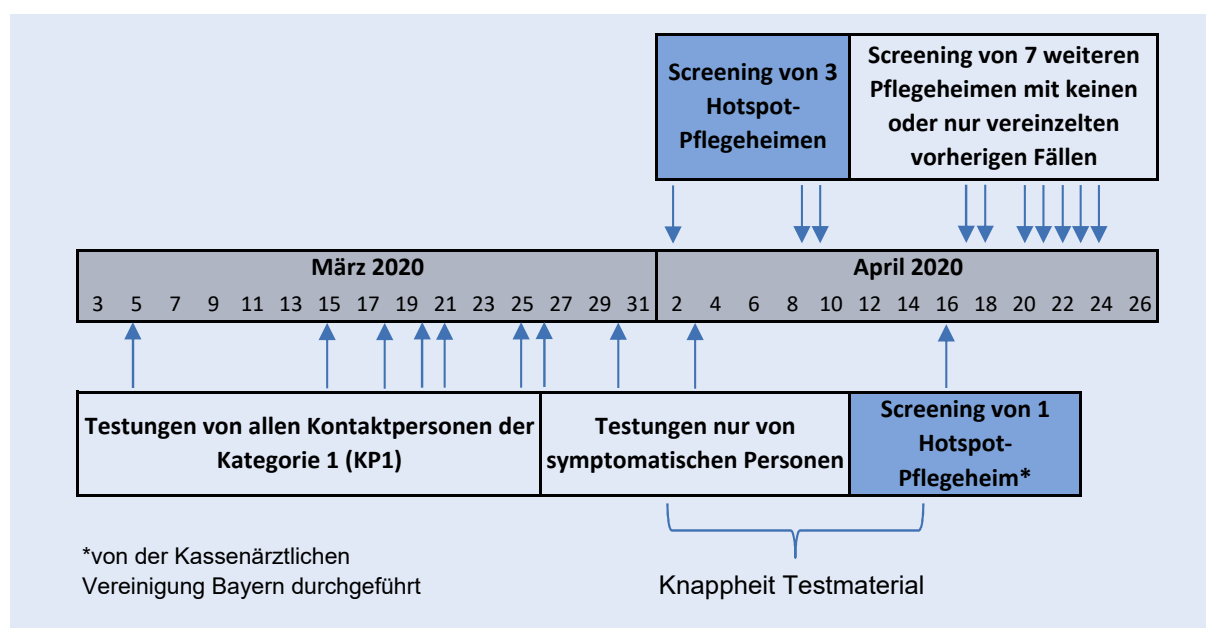 Screening von 3
Hotspot-
Pflegeheimen
Screening von 7 weiteren
Pflegeheimen mit keinen
oder nur vereinzelten
vorherigen Fällen
März 2020
April 2020
3 5 7 9 11 13 15 17 19 21 23 25 27 29 31 2 4 6 8 10 12 14 16 18 20 22 24 26
Testungen von allen Kontaktpersonen der
Kategorie 1 (KP1)
Testungen nur von
symptomatischen Personen
Screening von 1
Hotspot-
Pflegeheim*
*von der Kassenärztlichen
Vereinigung Bayern durchgeführt
Knappheit Testmaterial